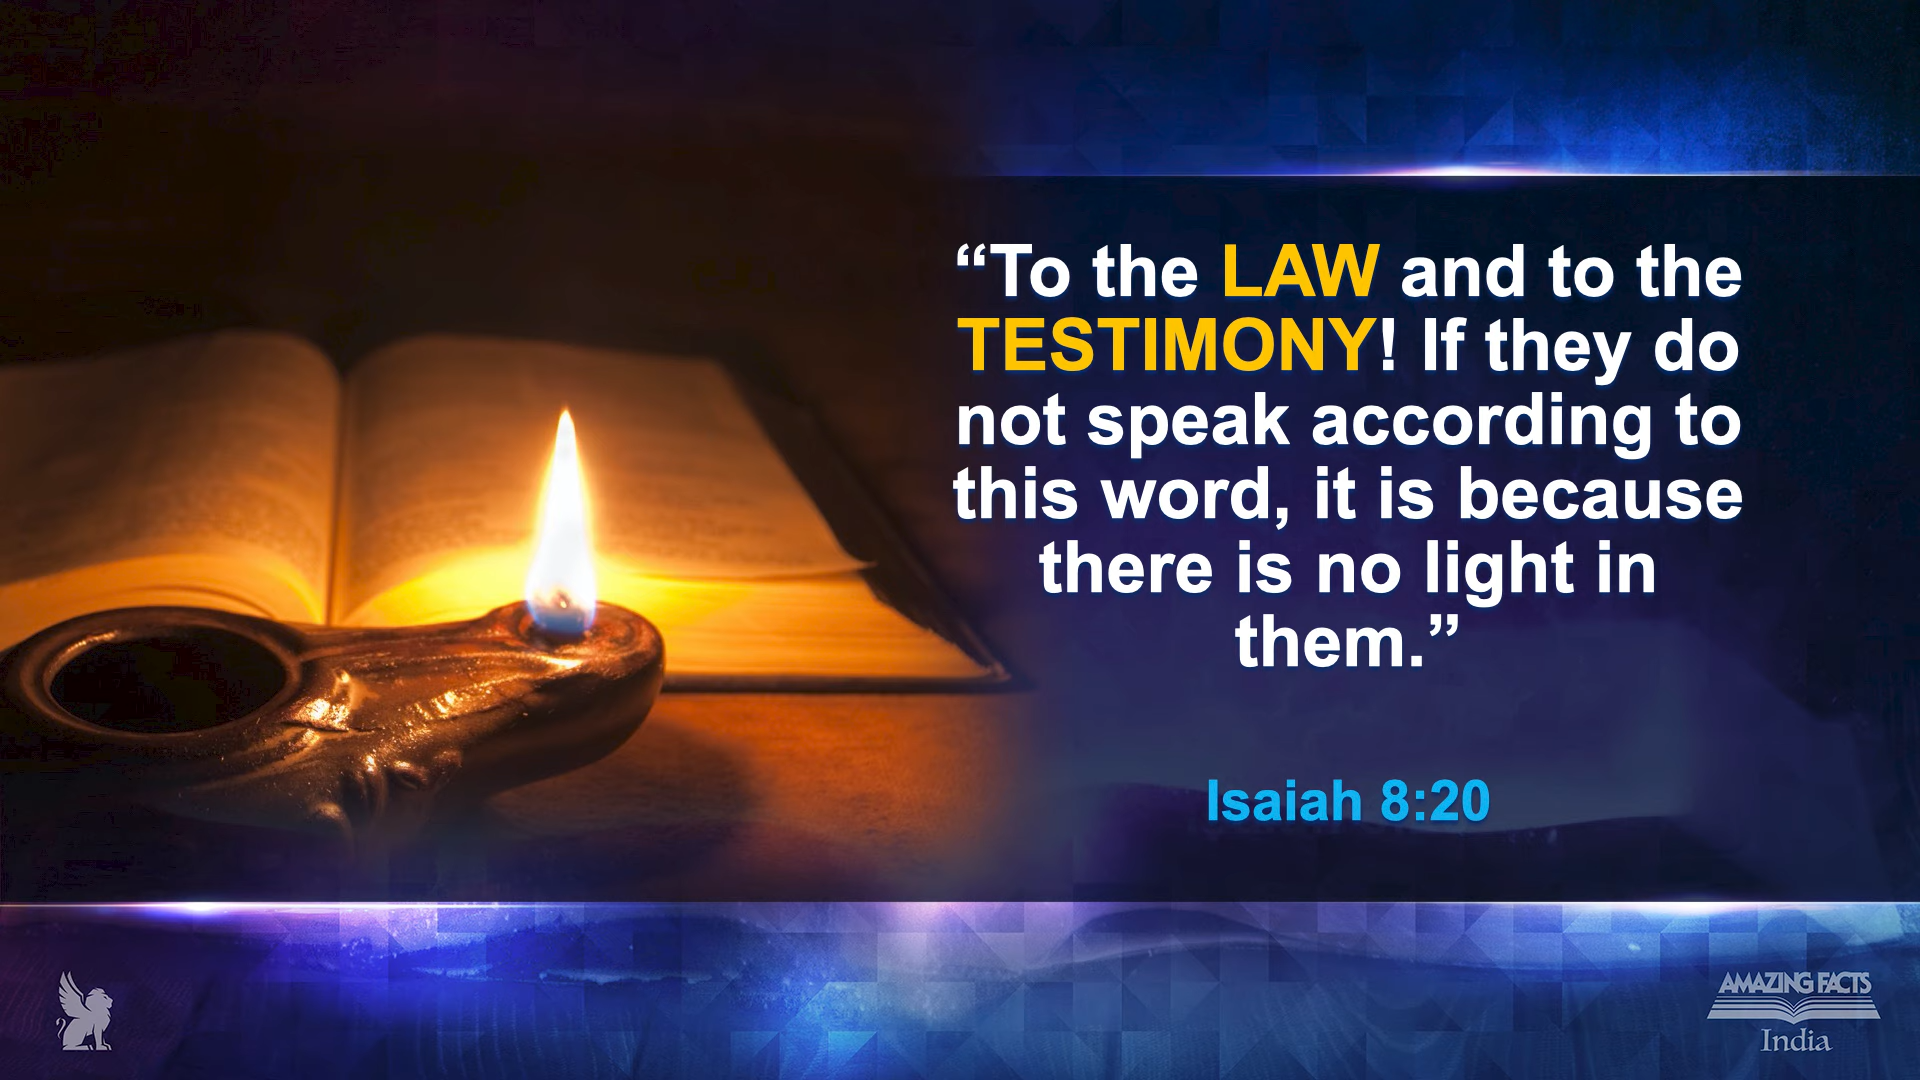 “To the LAW and to the
TESTIMONY! If they do
not speak according to
this word, it is because
there is no light in
them.”
Isaiah 8:20
AMAZING FACTS
India